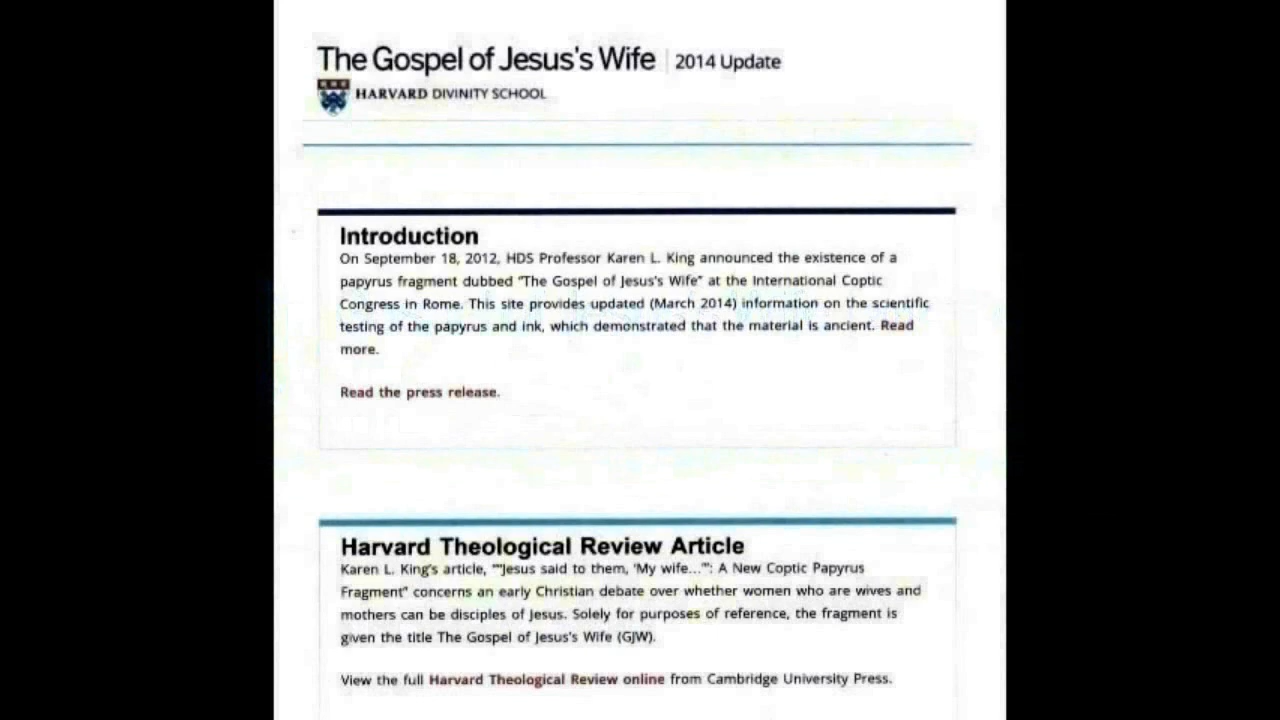 The Gospel of Jesus's Wife | 2014 Update
HARVARD DIVINITY SCHOOL
Introduction
On September 18, 2012, HDS Professor Karen L. King announced the existence of a
papyrus fragment dubbed "The Gospel of Jesus's Wife" at the International Coptic
Congress in Rome. This site provides updated (March 2014) information on the scientific
testing of the papyrus and ink, which demonstrated that the material is ancient. Read
more.
Read the press release.
Harvard Theological Review Article
Karen L. King's article, ""Jesus said to them, 'My wife...'": A New Coptic Papyrus
Fragment" concerns an early Christian debate over whether women who are wives and
mothers can be disciples of Jesus. Solely for purposes of reference, the fragment is
given the title The Gospel of Jesus's Wife (GJW).
View the full Harvard Theological Review online from Cambridge University Press.